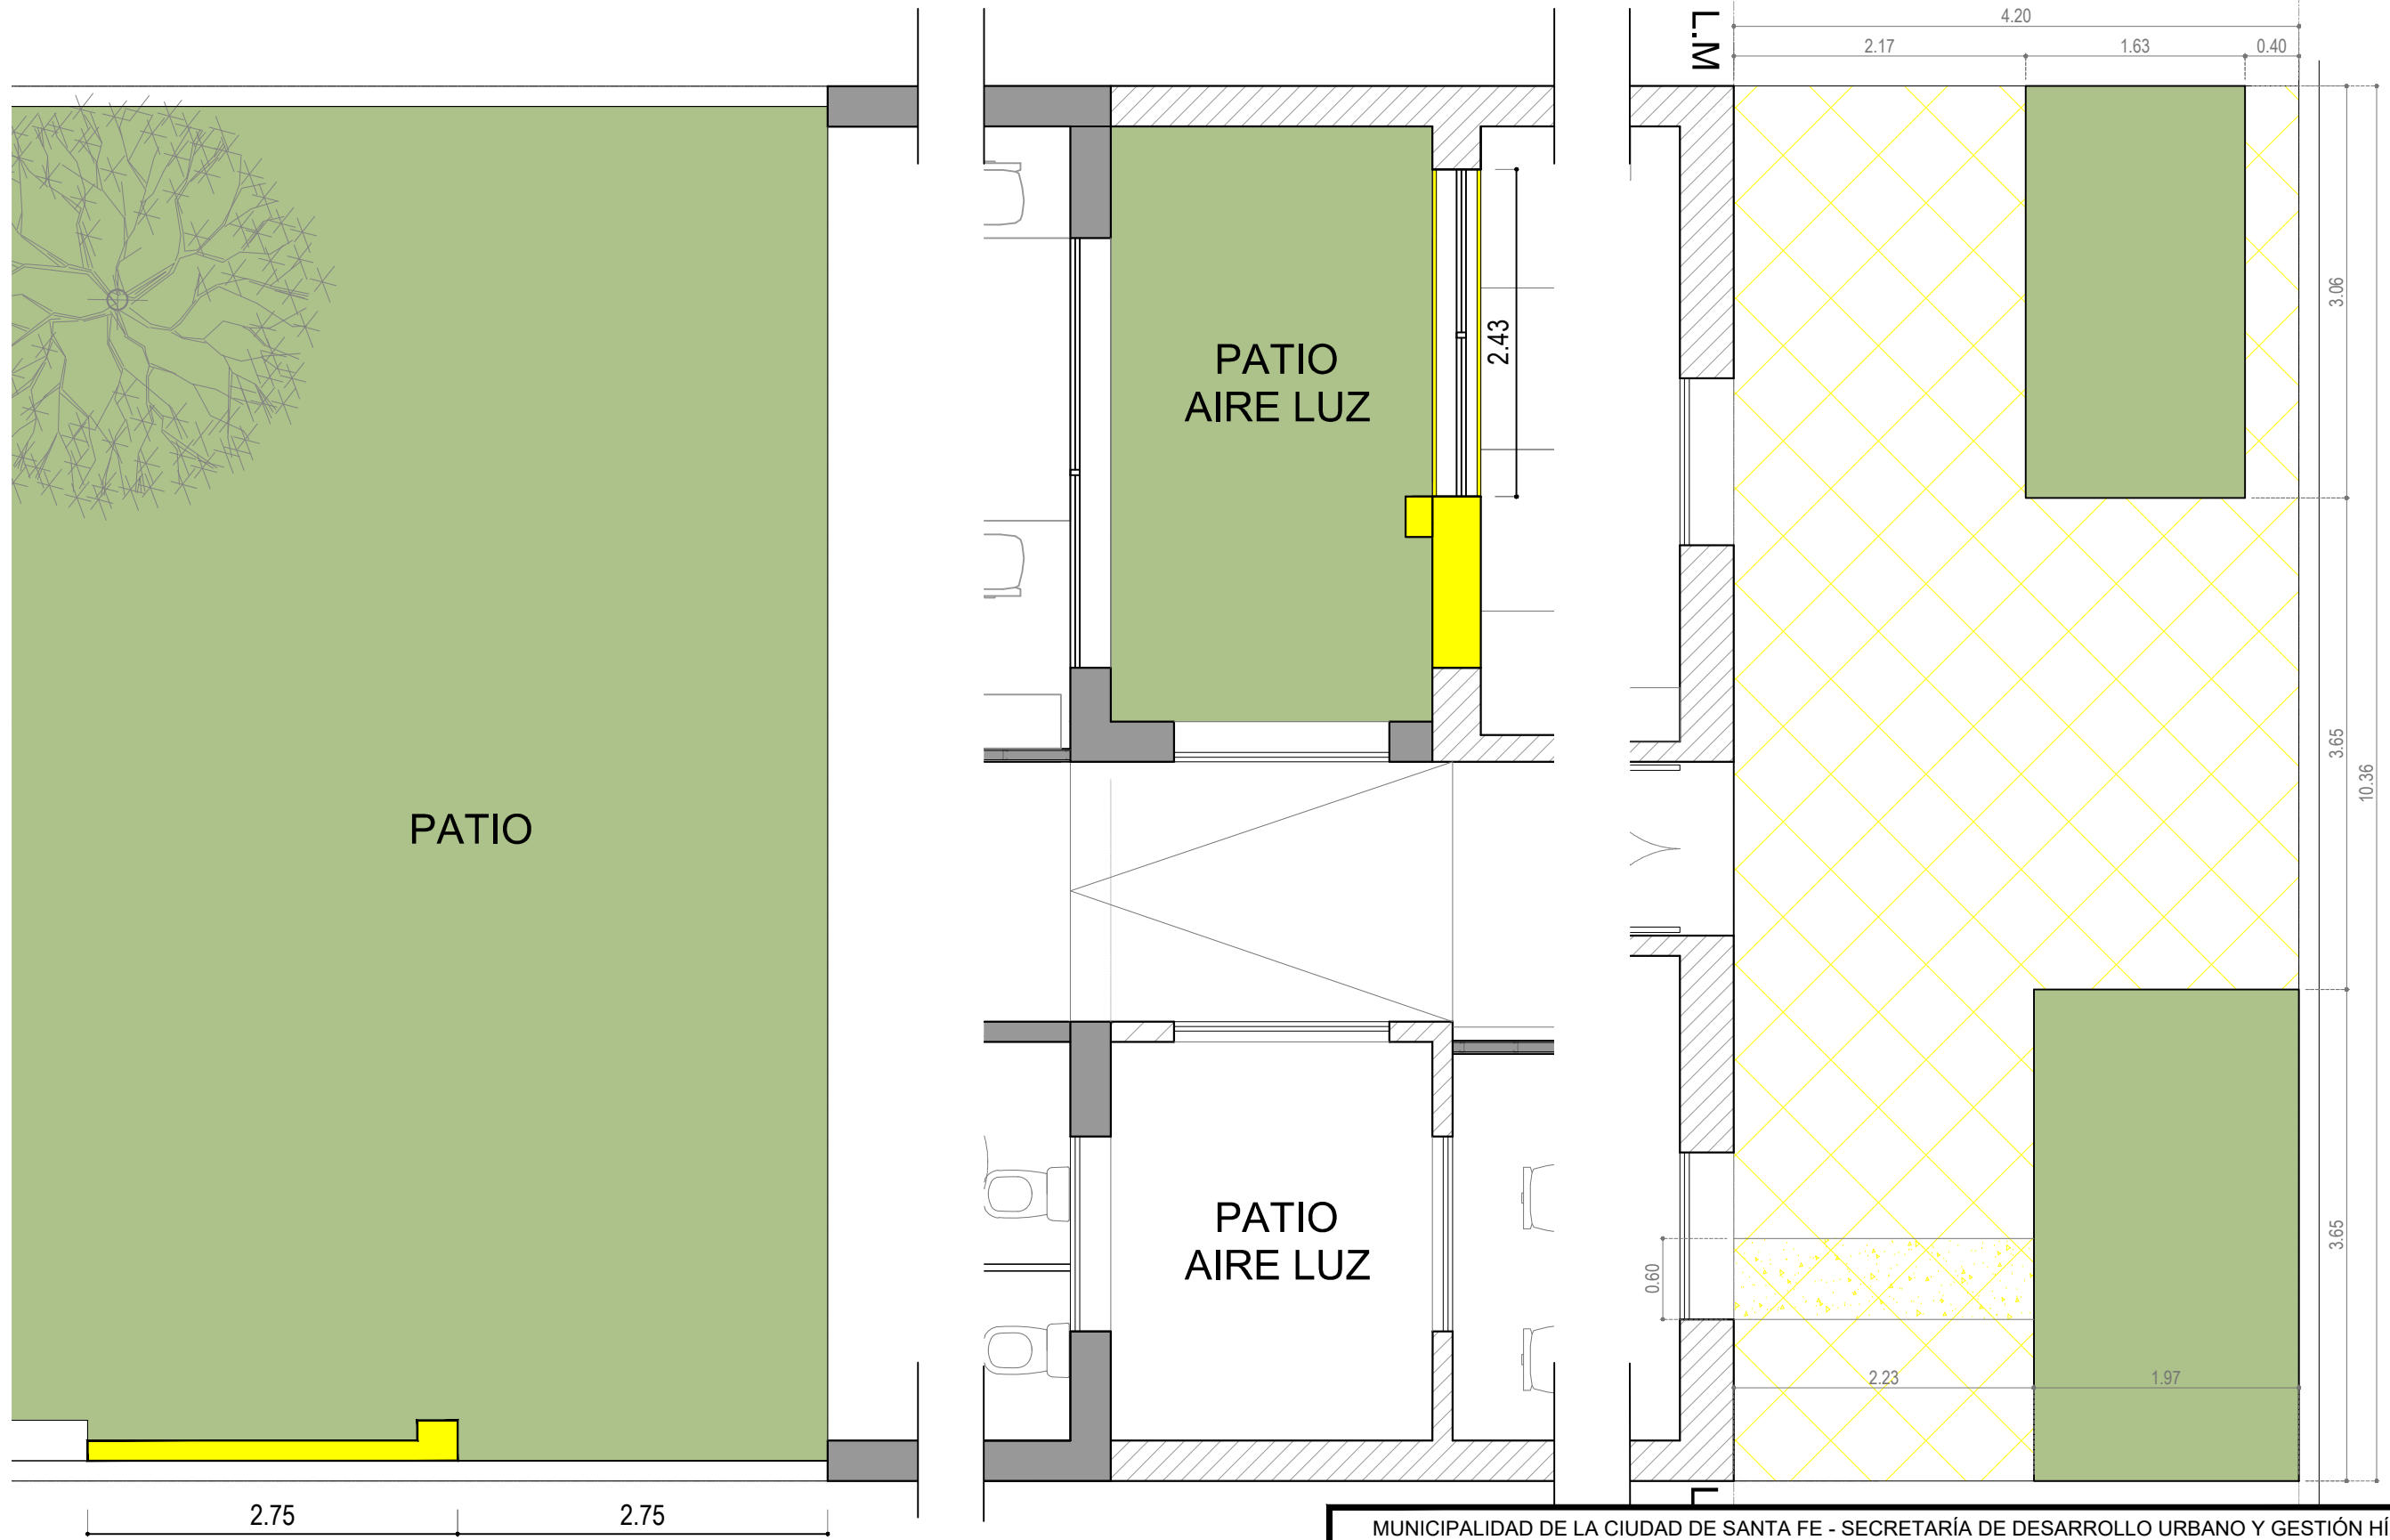 L.M
4.20
2.17
1.63
0.40
3.06
2.43
PATIO
AIRE LUZ
3.65
10.36
PATIO
PATIO
AIRE LUZ
0.60
3.65
2.23
1.97
2.75
2.75
MUNICIPALIDAD DE LA CIUDAD DE SANTA FE - SECRETARÍA DE DESARROLLO URBANO Y GESTIÓN HÍ